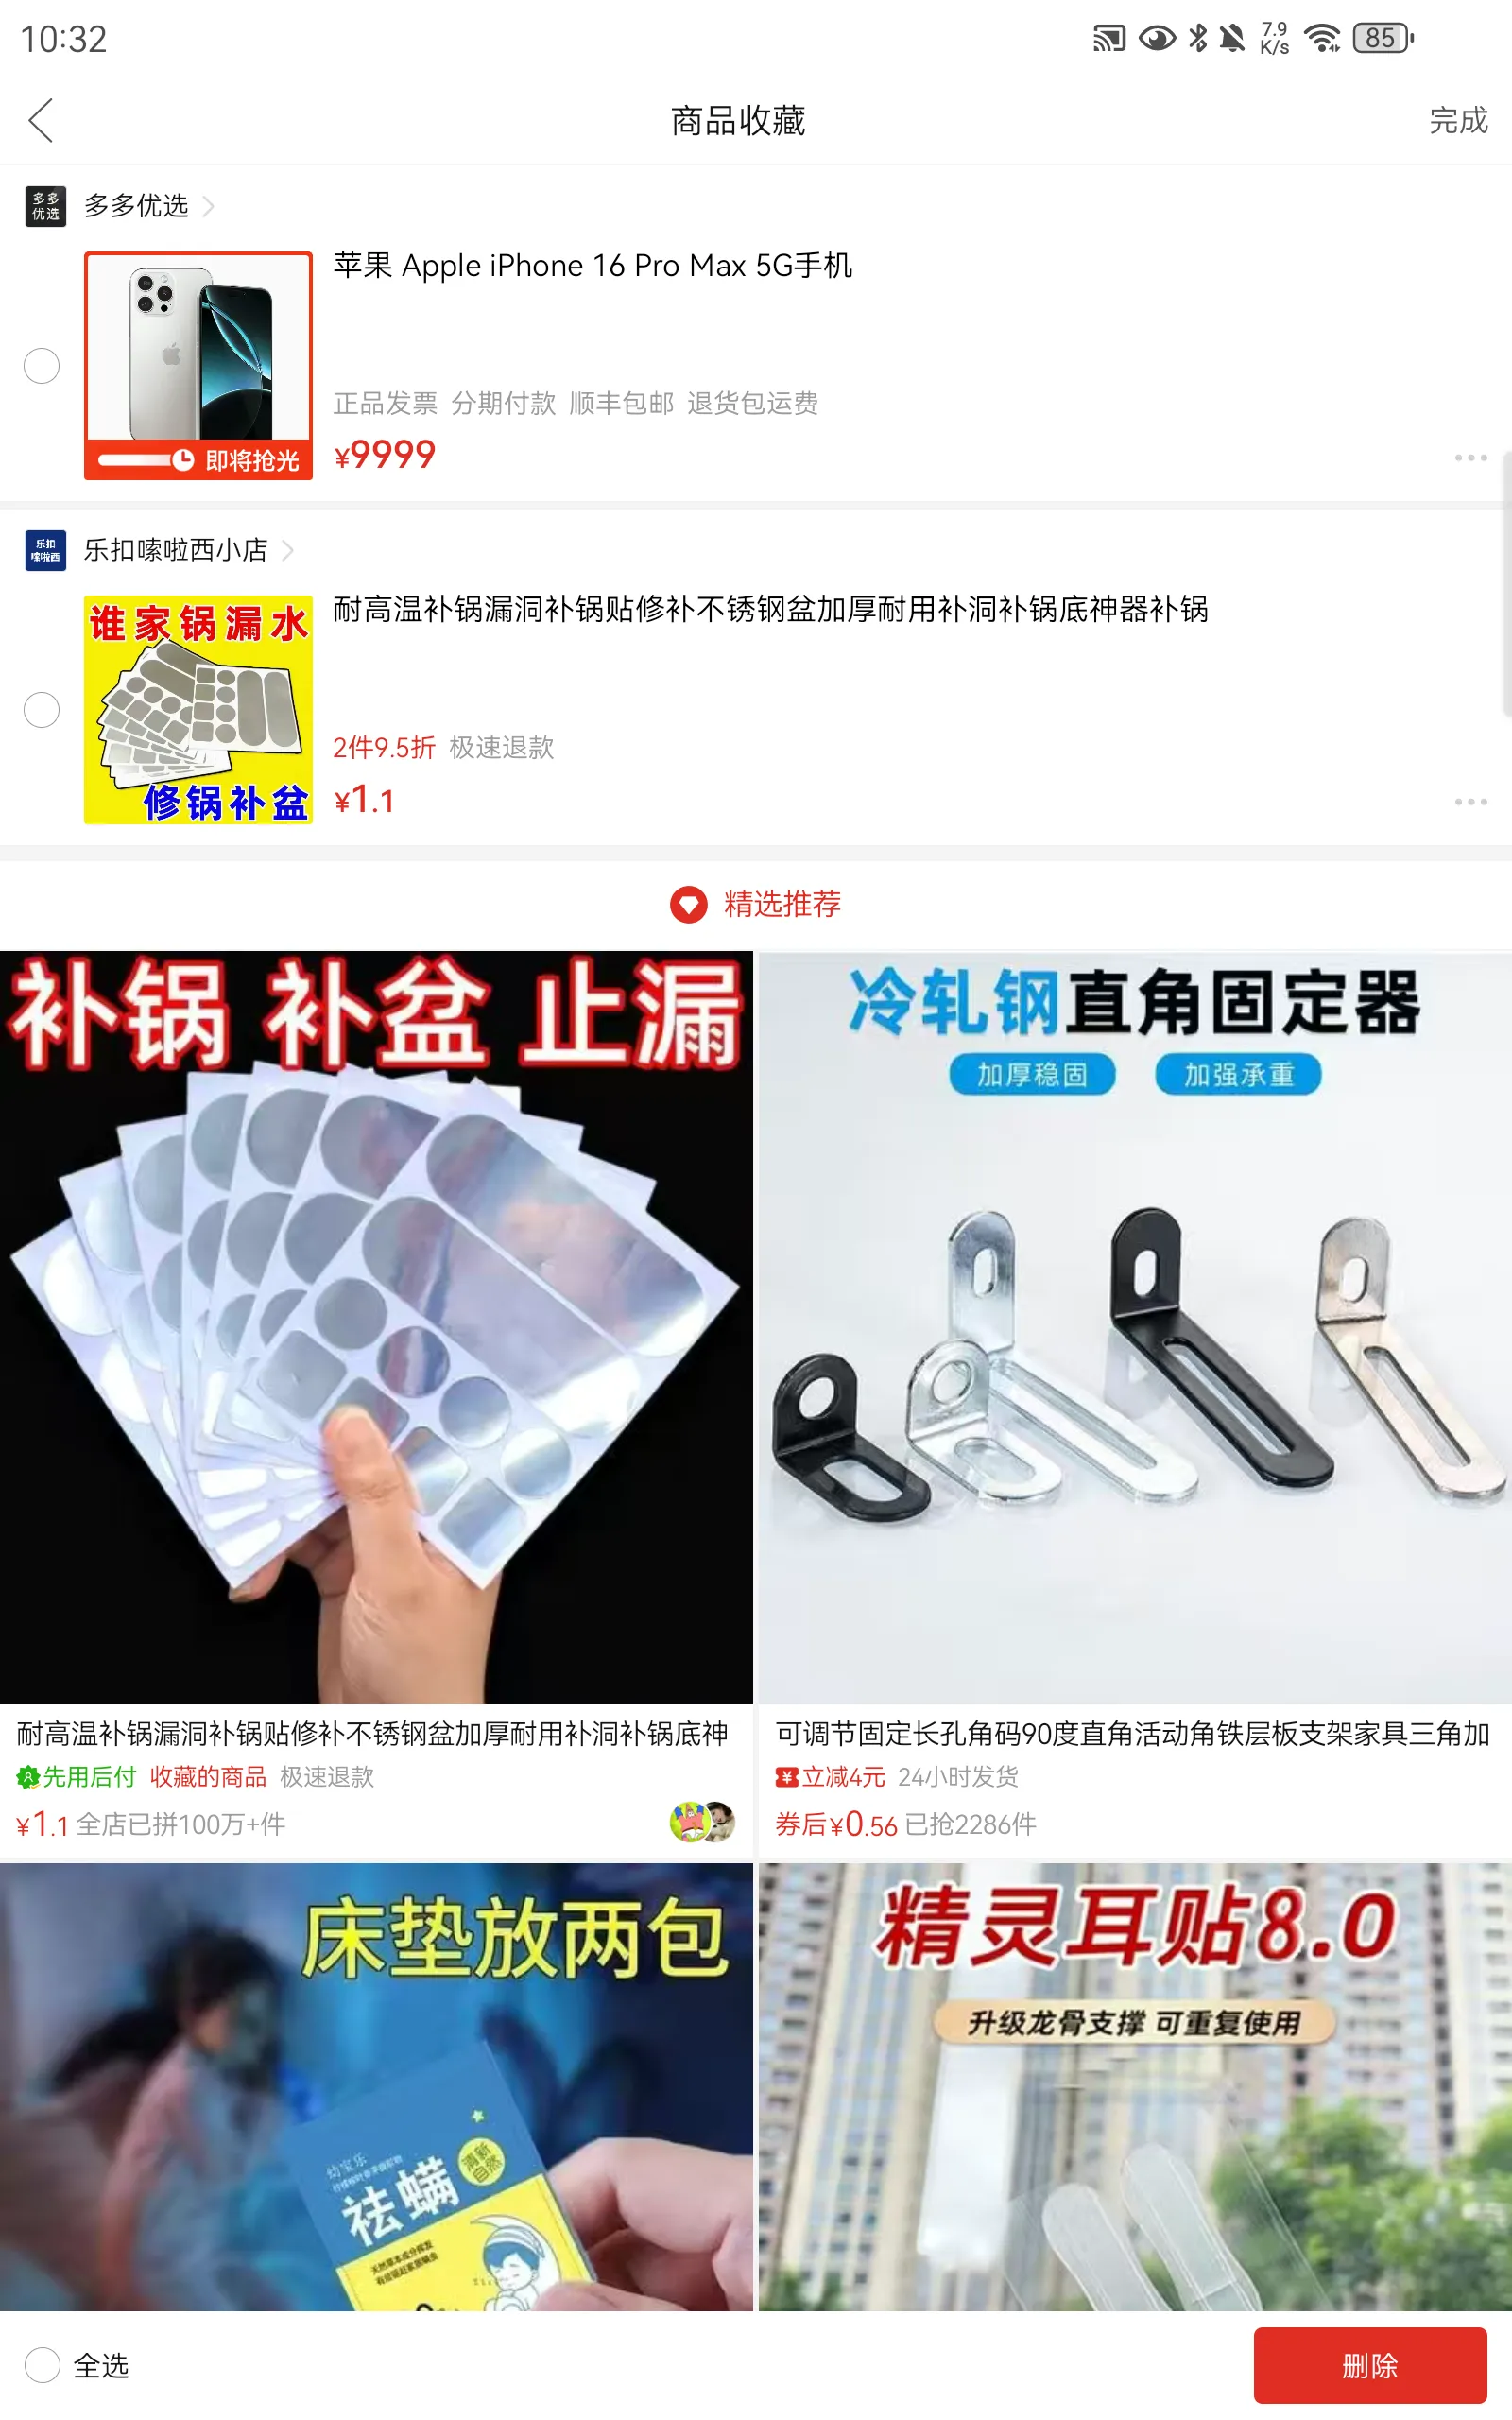 10:32
7.9
K/s
85
商品收藏
完成
多多
优选
多多优选
苹果 Apple iPhone 16 Pro Max 5G手机
正品发票 分期付款 顺丰包邮 退货包运费
即将抢光
¥9999
乐扣
嗦啦西
乐扣嗦啦西小店
谁家锅漏水
修锅补盆
耐高温补锅漏洞补锅贴修补不锈钢盆加厚耐用补洞补锅底神器补锅
2件9.5折 极速退款
¥1.1
精选推荐
补锅 补盆 止漏
耐高温补锅漏洞补锅贴修补不锈钢盆加厚耐用补洞补锅底神
先用后付 收藏的商品 极速退款
¥1.1 全店已拼100万+件
冷轧钢直角固定器
加厚稳固 加强承重
可调节固定长孔角码90度直角活动角铁层板支架家具三角加
立减4元 24小时发货
券后¥0.56 已抢2286件
床垫放两包
幼宝乐
祛螨
清新
自然
精灵耳贴8.0
升级龙骨支撑 可重复使用
全选
删除